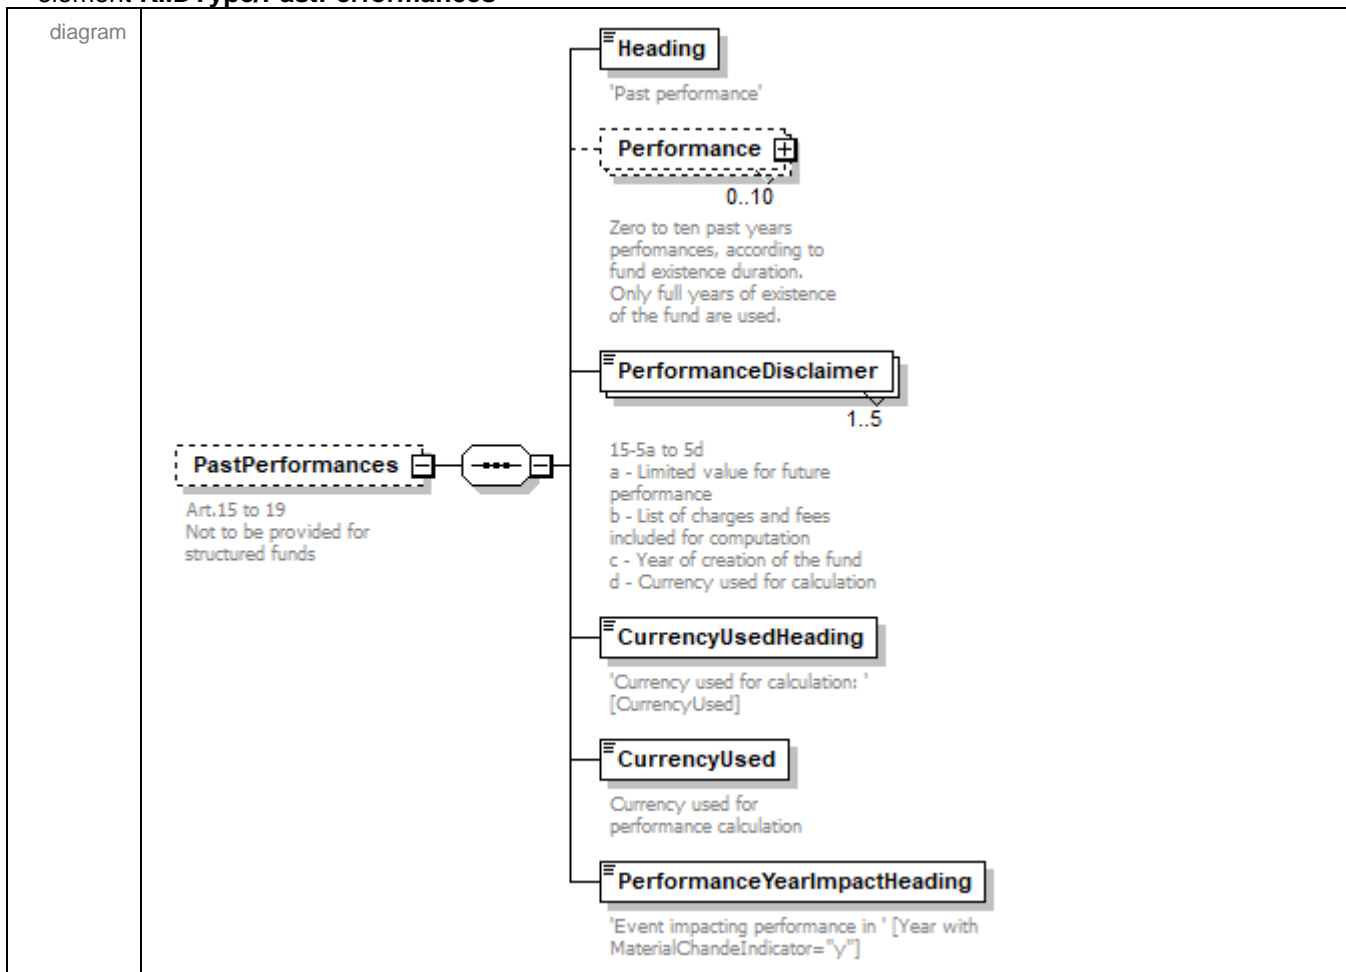 element KIIDType/PastPerformances
diagram
Heading
'Past performance'
Performance
0..10
Zero to ten past years
perfomances, according to
fund existence duration.
Only full years of existence
of the fund are used.
PerformanceDisclaimer
1..5
15-5a to 5d
a - Limited value for future
performance
b - List of charges and fees
included for computation
c - Year of creation of the fund
d - Currency used for calculation
PastPerformances
Art.15 to 19
Not to be provided for
structured funds
CurrencyUsedHeading
'Currency used for calculation: '
[CurrencyUsed]
CurrencyUsed
Currency used for
performance calculation
PerformanceYearImpactHeading
'Event impacting performance in ' [Year with
MaterialChandeIndicator="y"]